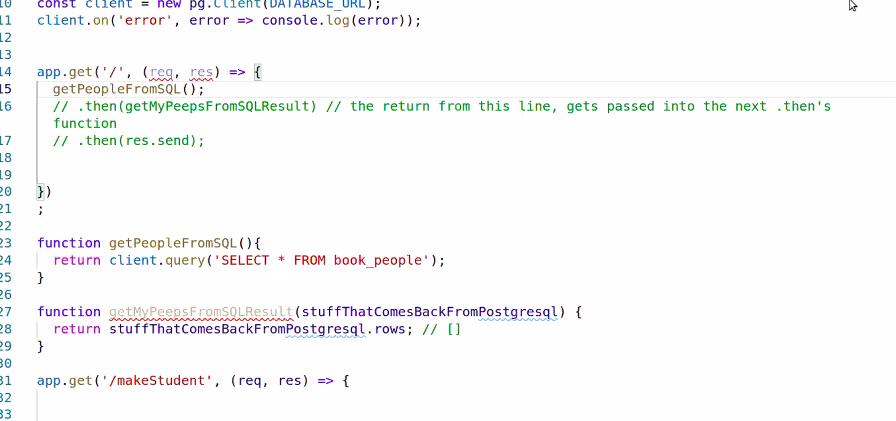 10 const client = new pg.Client(DATABASE_URL);
11 client.on('error', error => console.log(error));
12
13
14 app.get('/', (req, res) => {
15 getPeopleFromSQL();
16 // .then(getMyPeepsFromSQLResult) // the return from this line, gets passed into the next .then's
function
17 // .then(res.send);
18
19
20 })
21 ;
22
23 function getPeopleFromSQL(){
24 return client.query('SELECT * FROM book_people');
25 }
26
27 function getMyPeepsFromSQLResult(stuffThatComesBackFromPostgresql) {
28 return stuffThatComesBackFromPostgresql.rows; // []
29 }
30
31 app.get('/makeStudent', (req, res) => {
32
33